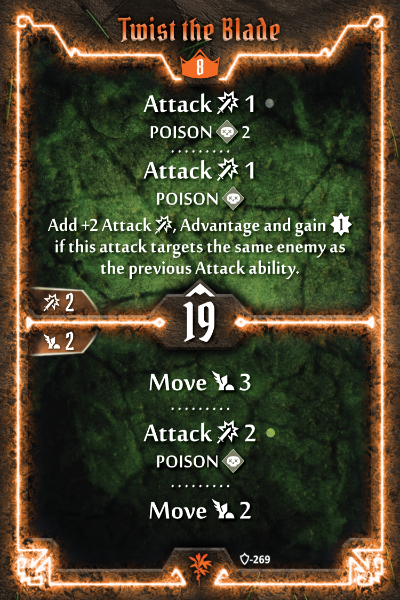 Twist the Blade
8
Attack 1
POISON 2
Attack 1
POISON
Add +2 Attack , Advantage and gain 1
if this attack targets the same enemy as
the previous Attack ability.
2
19
2
Move 3
Attack 2
POISON
Move 2
-269